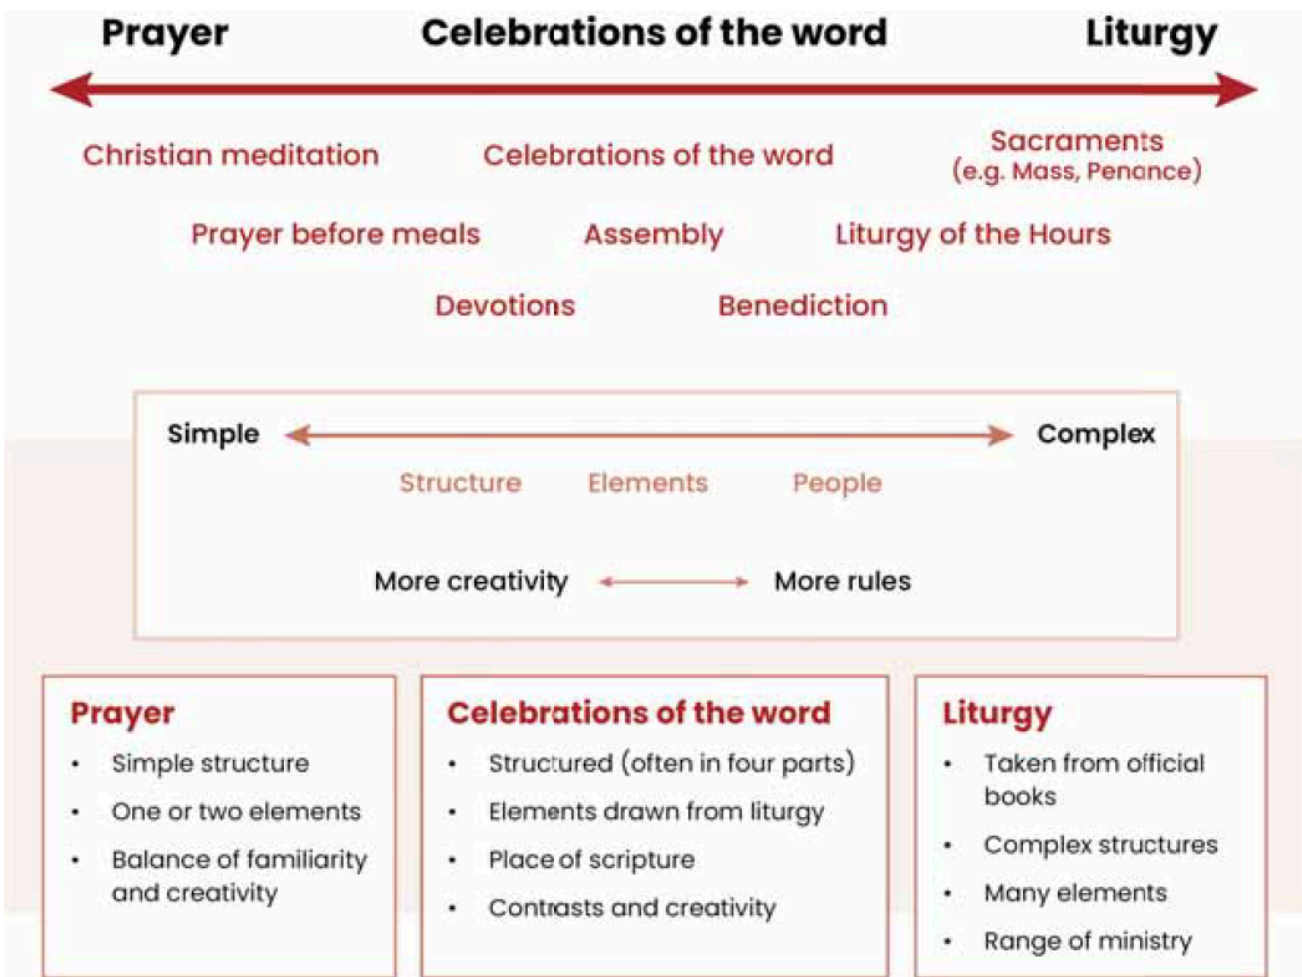 Prayer Celebrations of the word Liturgy
Christian meditation Celebrations of the word Sacraments
(e.g. Mass, Penance)
Prayer before meals Assembly Liturgy of the Hours
Devotions Benediction
Simple Complex
Structure Elements People
More creativity More rules
Prayer
• Simple structure
• One or two elements
• Balance of familiarity
and creativity
Celebrations of the word
• Structured (often in four parts)
• Elements drawn from liturgy
• Place of scripture
• Contrasts and creativity
Liturgy
• Taken from official
books
• Complex structures
• Many elements
• Range of ministry